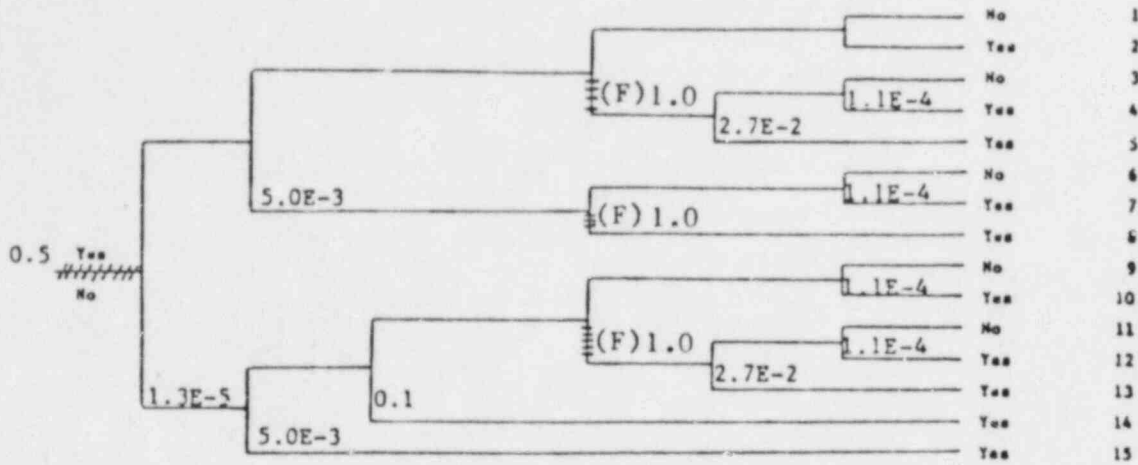 No 1
Yes 2
No 3
(F)1.0 1.1E-4
Yes 4
2.7E-2
Yes 5
No 6
5.0E-3 1.1E-4
Yes 7
(F)1.0
Yes 8
0.5 Yes
No 9
No
1.1E-4
Yes 10
No 11
(F)1.0 1.1E-4
Yes 12
2.7E-2
1.3E-5 0.1 Yes 13
Yes 14
5.0E-3
Yes 15